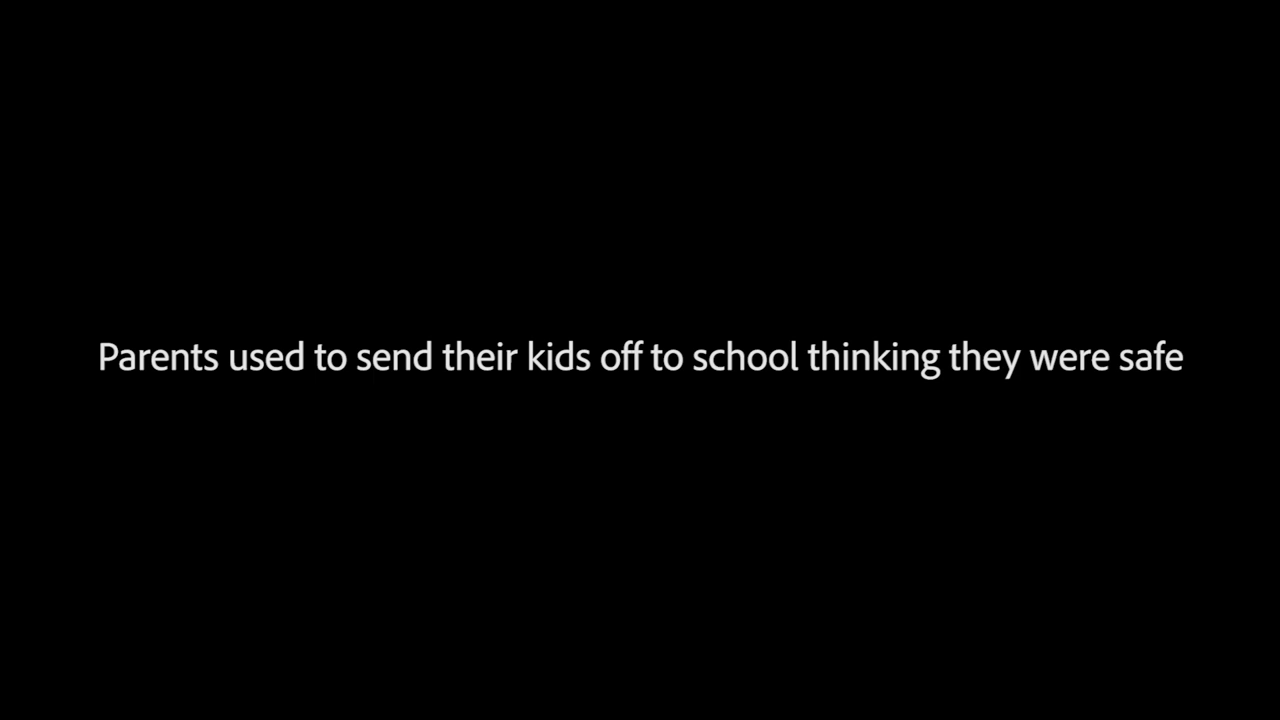 Parents used to send their kids off to school thinking they were safe